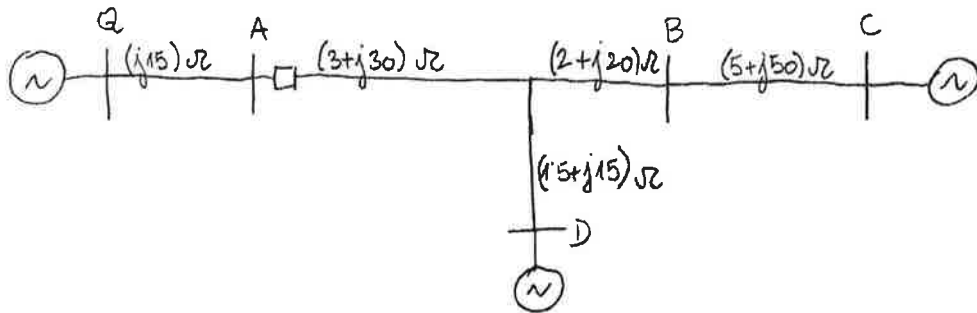 Q A B C
(j15) Ω (3+j30) Ω (2+j20)Ω (5+j50)Ω
~ ~
(1'5+j15) Ω
D
~